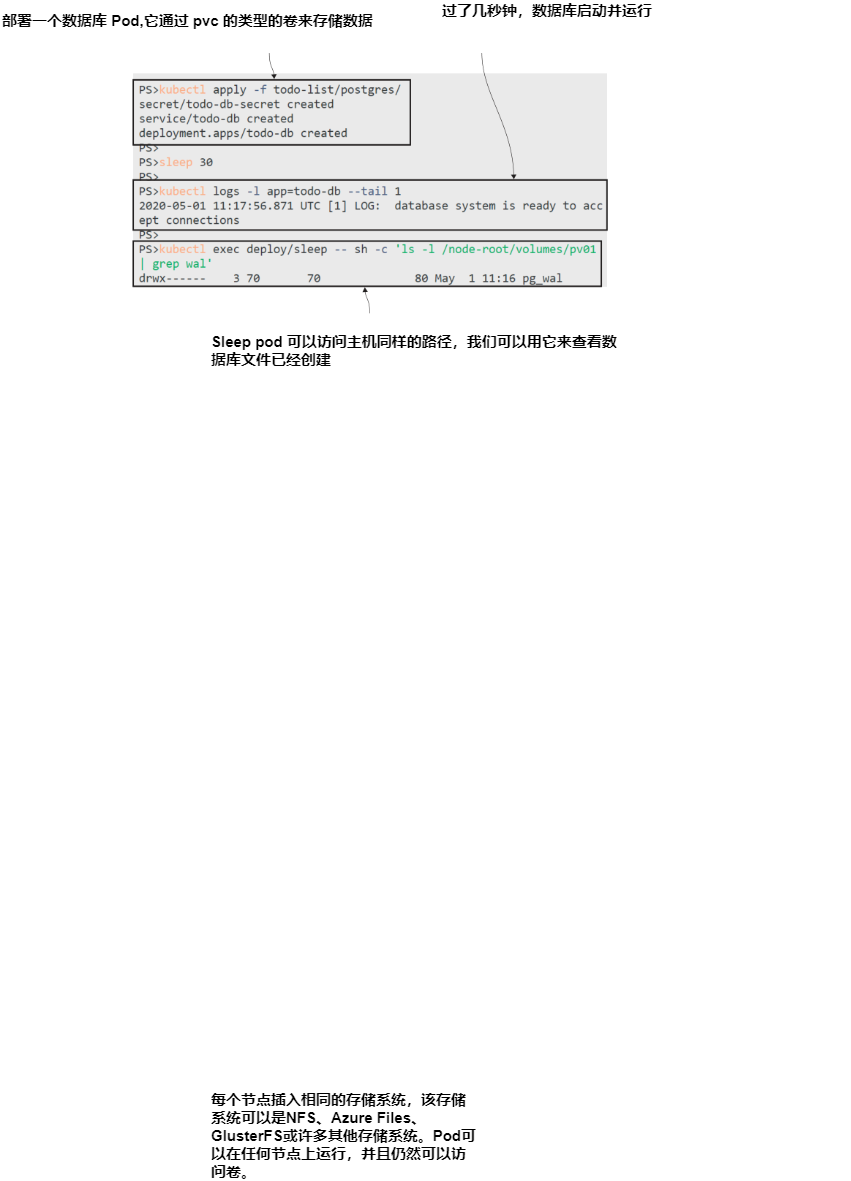 部署一个数据库 Pod,它通过 pvc 的类型的卷来存储数据
过了几秒钟，数据库启动并运行
PS>kubectl apply -f todo-list/postgres/
secret/todo-db-secret created
service/todo-db created
deployment.apps/todo-db created
PS>
PS>sleep 30
PS>
PS>kubectl logs -l app=todo-db --tail 1
2020-05-01 11:17:56.871 UTC [1] LOG:  database system is ready to acc
ept connections
PS>
PS>kubectl exec deploy/sleep -- sh -c 'ls -l /node-root/volumes/pv01
| grep wal'
drwx------    3 70       70              80 May  1 11:16 pg_wal
Sleep pod 可以访问主机同样的路径，我们可以用它来查看数
据库文件已经创建
每个节点插入相同的存储系统，该存储
系统可以是NFS、Azure Files、
GlusterFS或许多其他存储系统。Pod可
以在任何节点上运行，并且仍然可以访
问卷。